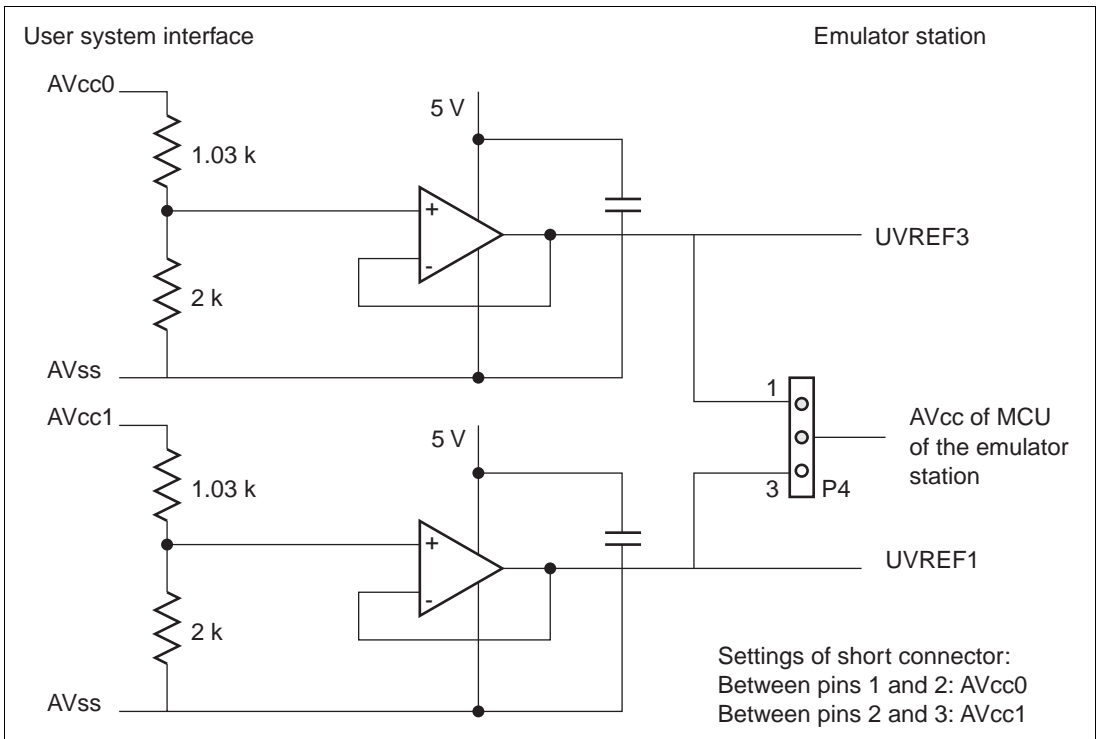 User system interface
Emulator station
AVcc0
5 V
1.03 k
+
-
UVREF3
2 k
AVss
1
AVcc of MCU
of the emulator
station
3
P4
AVcc1
5 V
1.03 k
+
-
UVREF1
2 k
AVss
Settings of short connector:
Between pins 1 and 2: AVcc0
Between pins 2 and 3: AVcc1